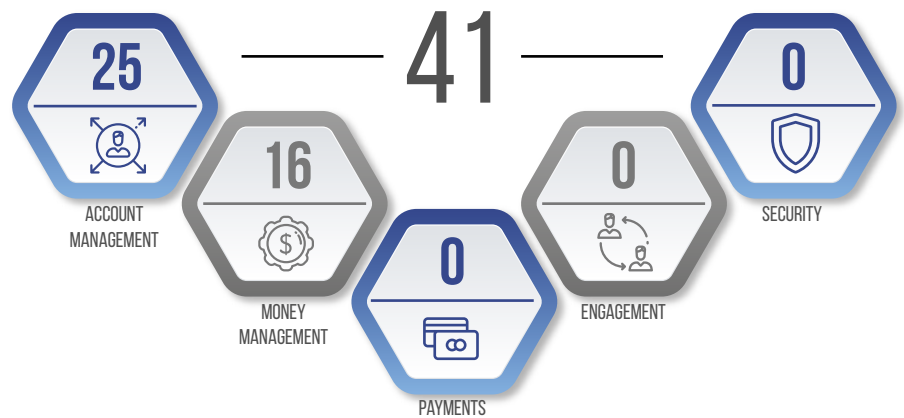 41
25
ACCOUNT
MANAGEMENT
16
$
MONEY
MANAGEMENT
0
PAYMENTS
0
ENGAGEMENT
0
SECURITY